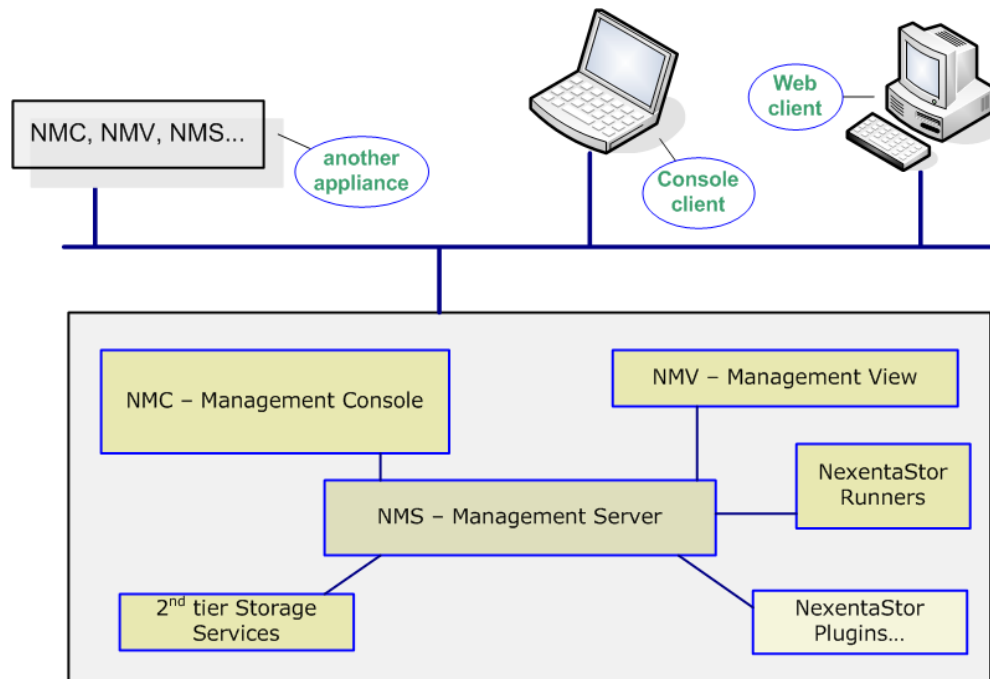 NMC, NMV, NMS...
another
appliance
Console
client
Web
client
NMC – Management Console
NMV – Management View
NexentaStor
Runners
NMS – Management Server
2nd tier Storage
Services
NexentaStor
Plugins...